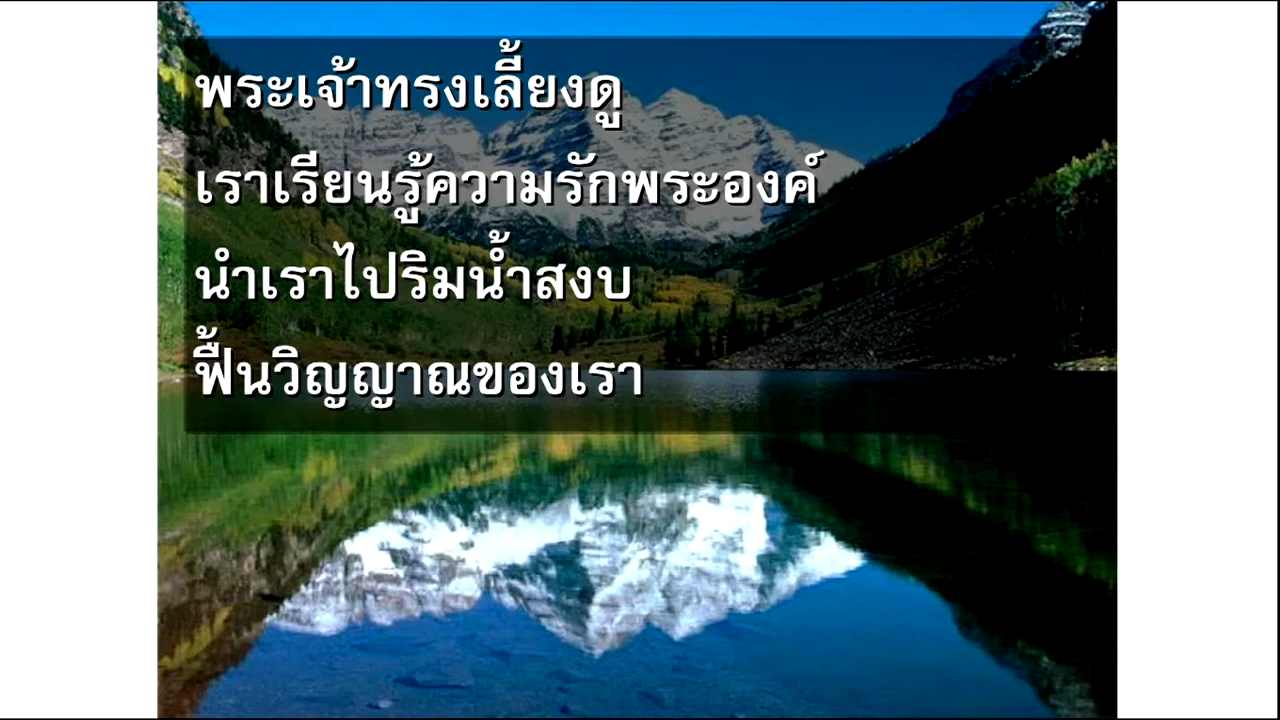 พระเจ้าทรงเลี้ยงดู
เราเรียนรู้ความรักพระองค์
นำเราไปริมน้ำสงบ
ฟื้นวิญญาณของเรา